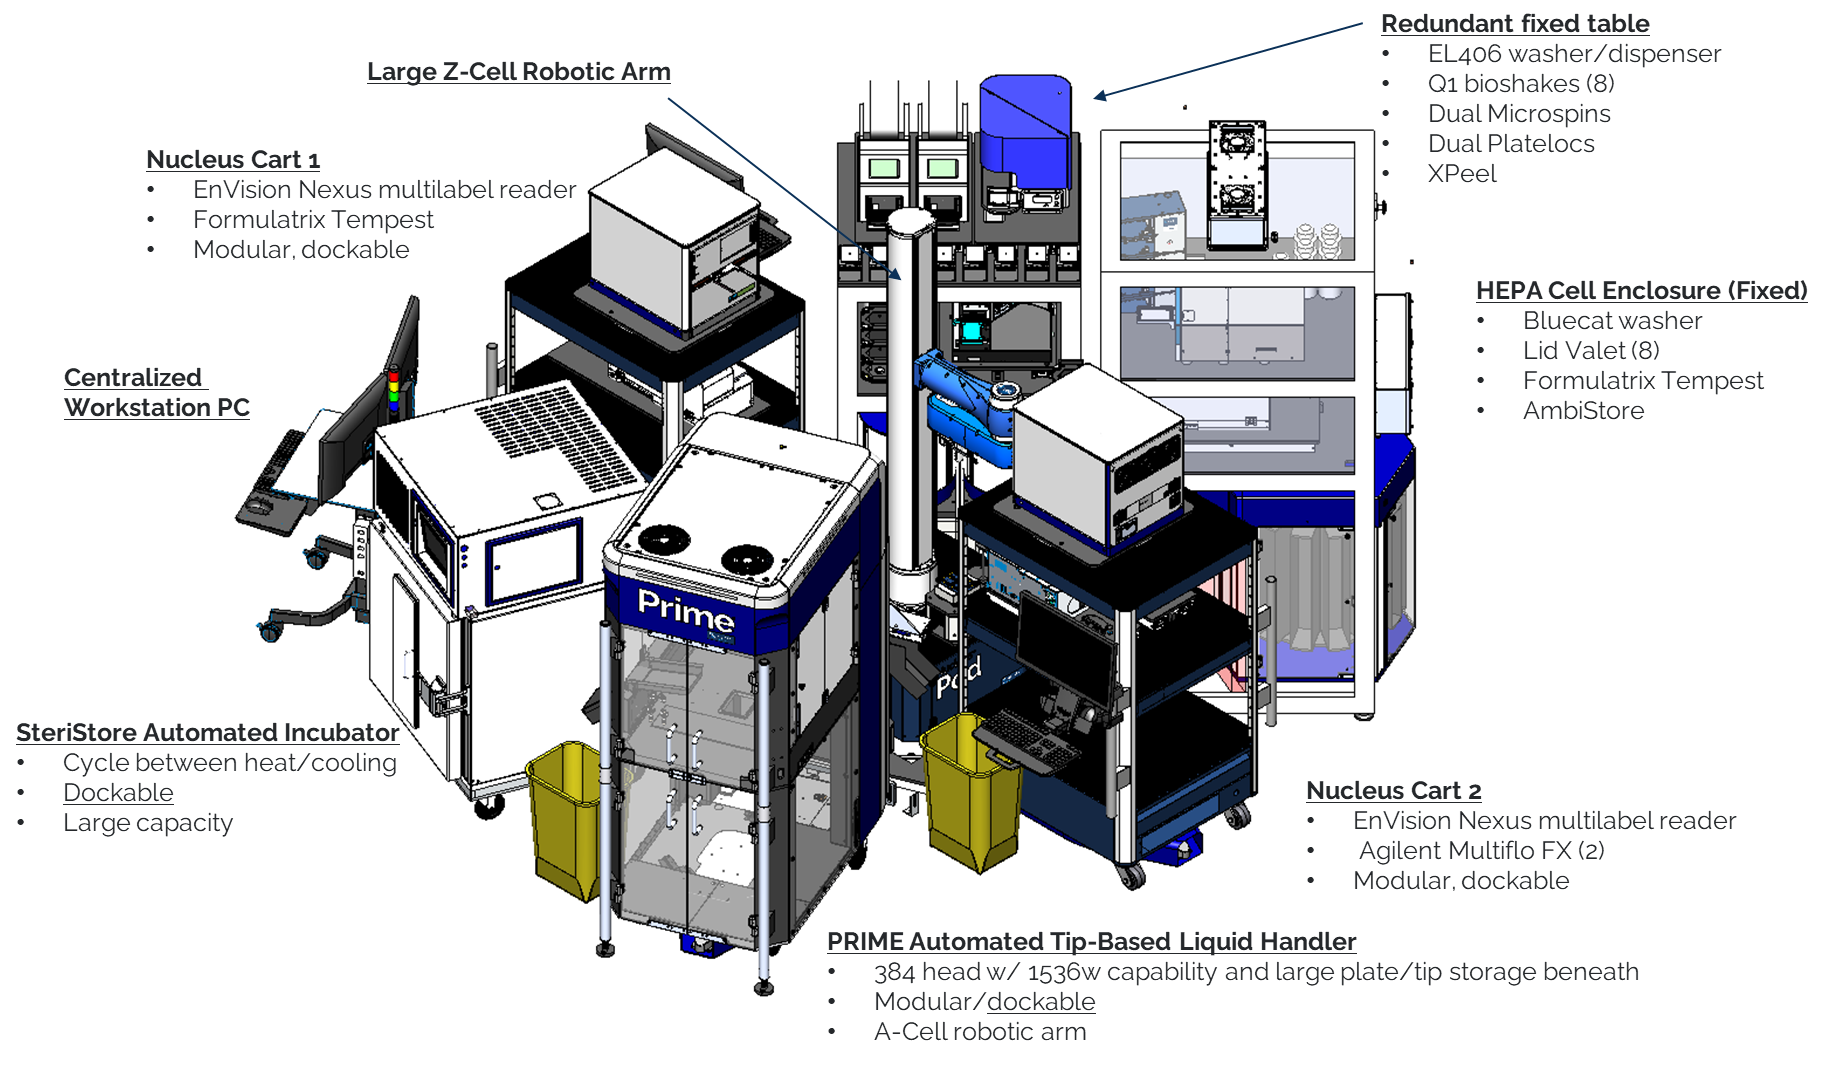 Redundant fixed table
• EL406 washer/dispenser
• Q1 bioshakes (8)
• Dual Microspins
• Dual Platelocs
• XPeel
Large Z-Cell Robotic Arm
Nucleus Cart 1
• EnVision Nexus multilabel reader
• Formulatrix Tempest
• Modular, dockable
HEPA Cell Enclosure (Fixed)
• Bluecat washer
• Lid Valet (8)
• Formulatrix Tempest
• AmbiStore
Centralized
Workstation PC
Prime
Pod
SteriStore Automated Incubator
• Cycle between heat/cooling
• Dockable
• Large capacity
Nucleus Cart 2
• EnVision Nexus multilabel reader
• Agilent Multiflo FX (2)
• Modular, dockable
PRIME Automated Tip-Based Liquid Handler
• 384 head w/ 1536w capability and large plate/tip storage beneath
• Modular/dockable
• A-Cell robotic arm